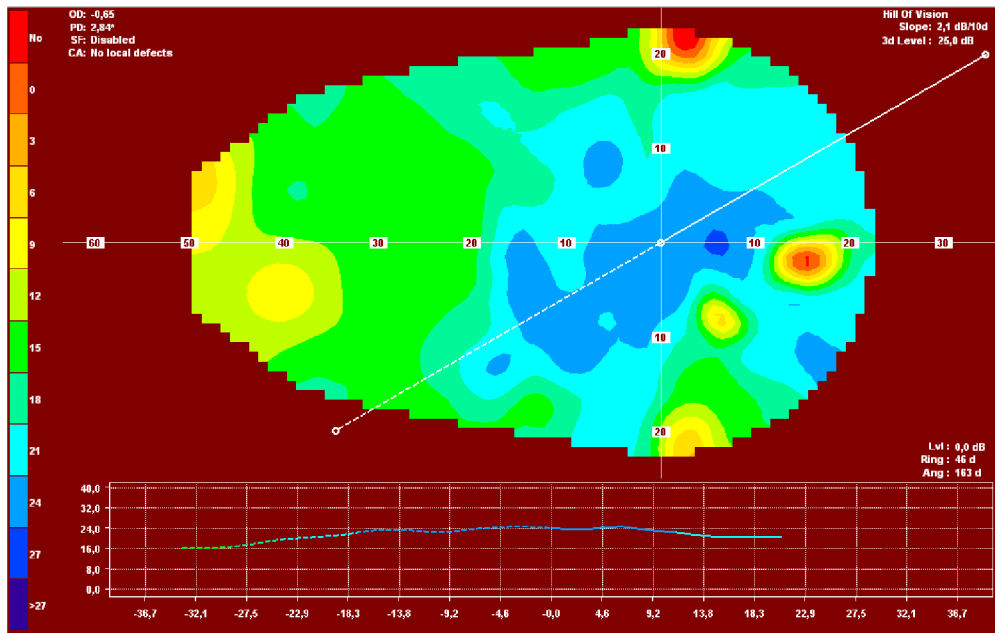 OD: -0,65
PD: 2,84*
SF: Disabled
CA: No local defects
Hill Of Vision
Slope: 2,1 dB/10d
3d Level : 25,0 dB
No
0
3
6
9
12
15
18
21
24
27
>27
20
10
60 50 40 30 20 10 10 20 30
10
20
Lvl : 0,0 dB
Ring : 46 d
Ang : 163 d
40,0
32,0
24,0
16,0
8,0
0,0
-36,7 -32,1 -27,5 -22,9 -18,3 -13,8 -9,2 -4,6 -0,0 4,6 9,2 13,8 18,3 22,9 27,5 32,1 36,7